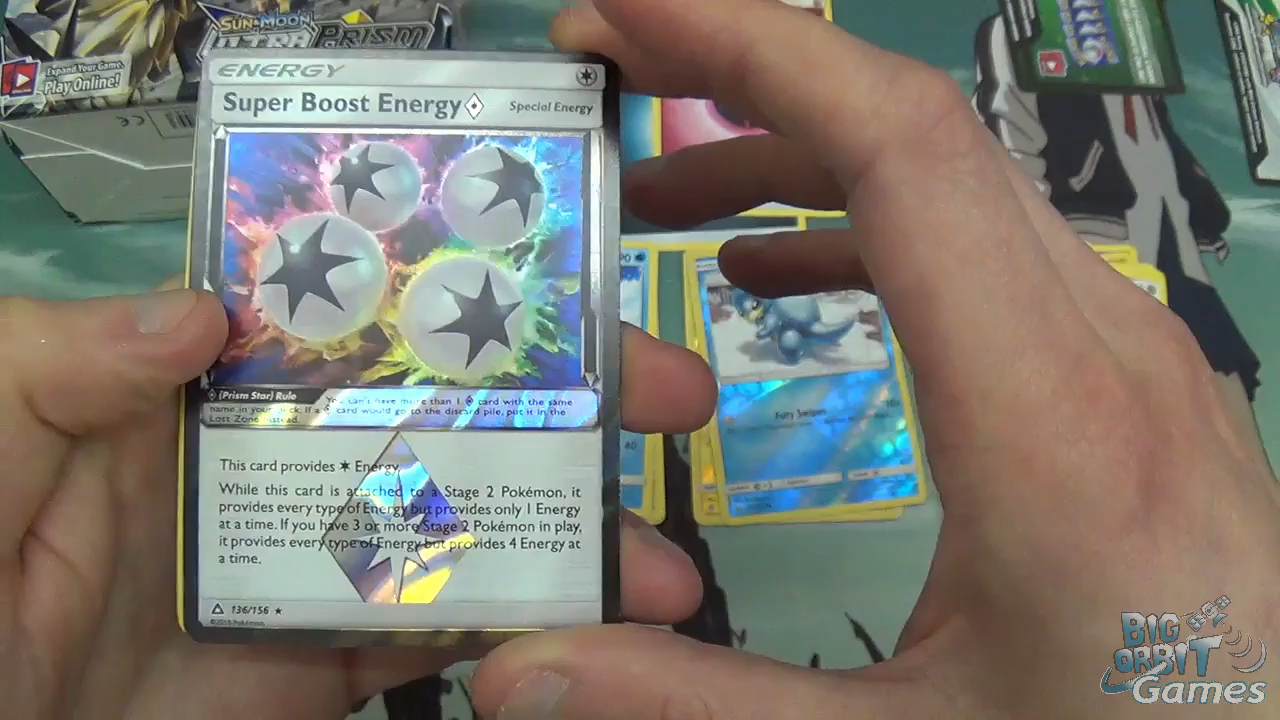 SUN & MOON
ULTRA PRISM
Expand Your Game.
Play Online!
ENERGY
Super Boost Energy
Special Energy
(Prism Star) Rule You can't have more than 1 card with the same
name in your deck. If a card would go to the discard pile, put it in the
Lost Zone instead.
This card provides Energy.
While this card is attached to a Stage 2 Pokémon, it
provides every type of Energy but provides only 1 Energy
at a time. If you have 3 or more Stage 2 Pokémon in play,
it provides every type of Energy but provides 4 Energy at
a time.
136/156
©2018 Pokémon
40
BIG
ORBIT
Games